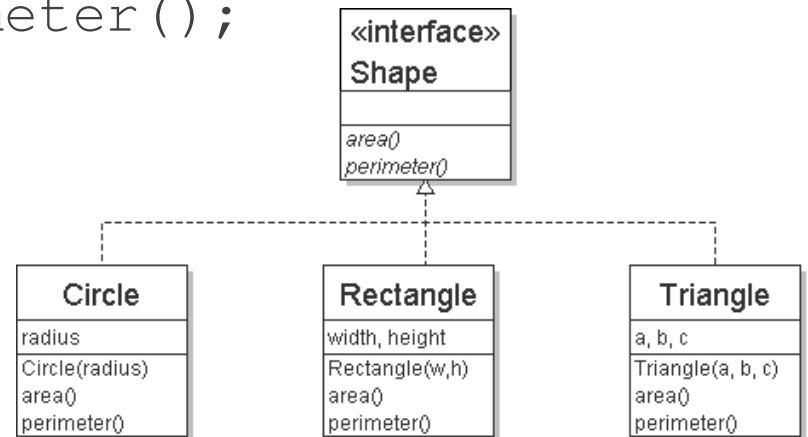 meter();
«interface»
Shape
area()
perimeter()
Circle
radius
Circle(radius)
area()
perimeter()
Rectangle
width, height
Rectangle(w,h)
area()
perimeter()
Triangle
a, b, c
Triangle(a, b, c)
area()
perimeter()